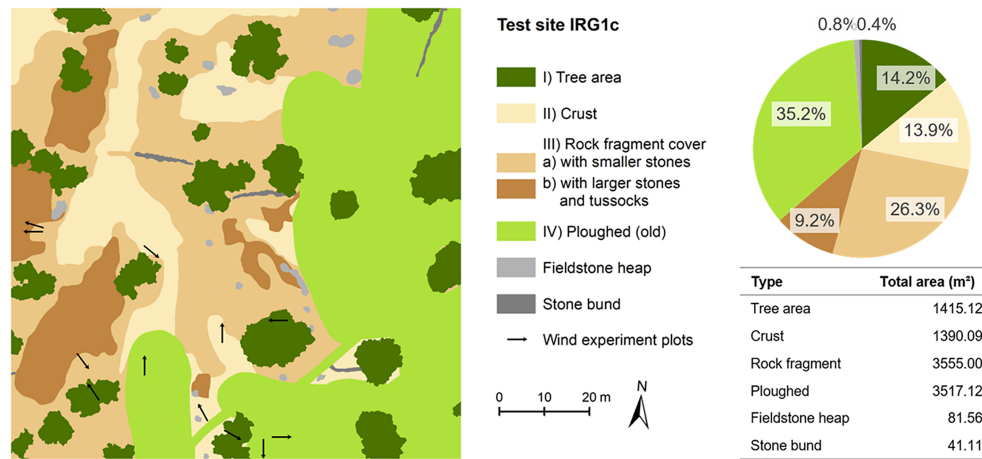 Test site IRG1c
I) Tree area
II) Crust
III) Rock fragment cover
a) with smaller stones
b) with larger stones
and tussocks
IV) Ploughed (old)
Fieldstone heap
Stone bund
Wind experiment plots
0 10 20 m
N
0.8% 0.4%
14.2%
35.2%
13.9%
26.3%
9.2%
Type Total area (m²)
Tree area 1415.12
Crust 1390.09
Rock fragment 3555.00
Ploughed 3517.12
Fieldstone heap 81.56
Stone bund 41.11